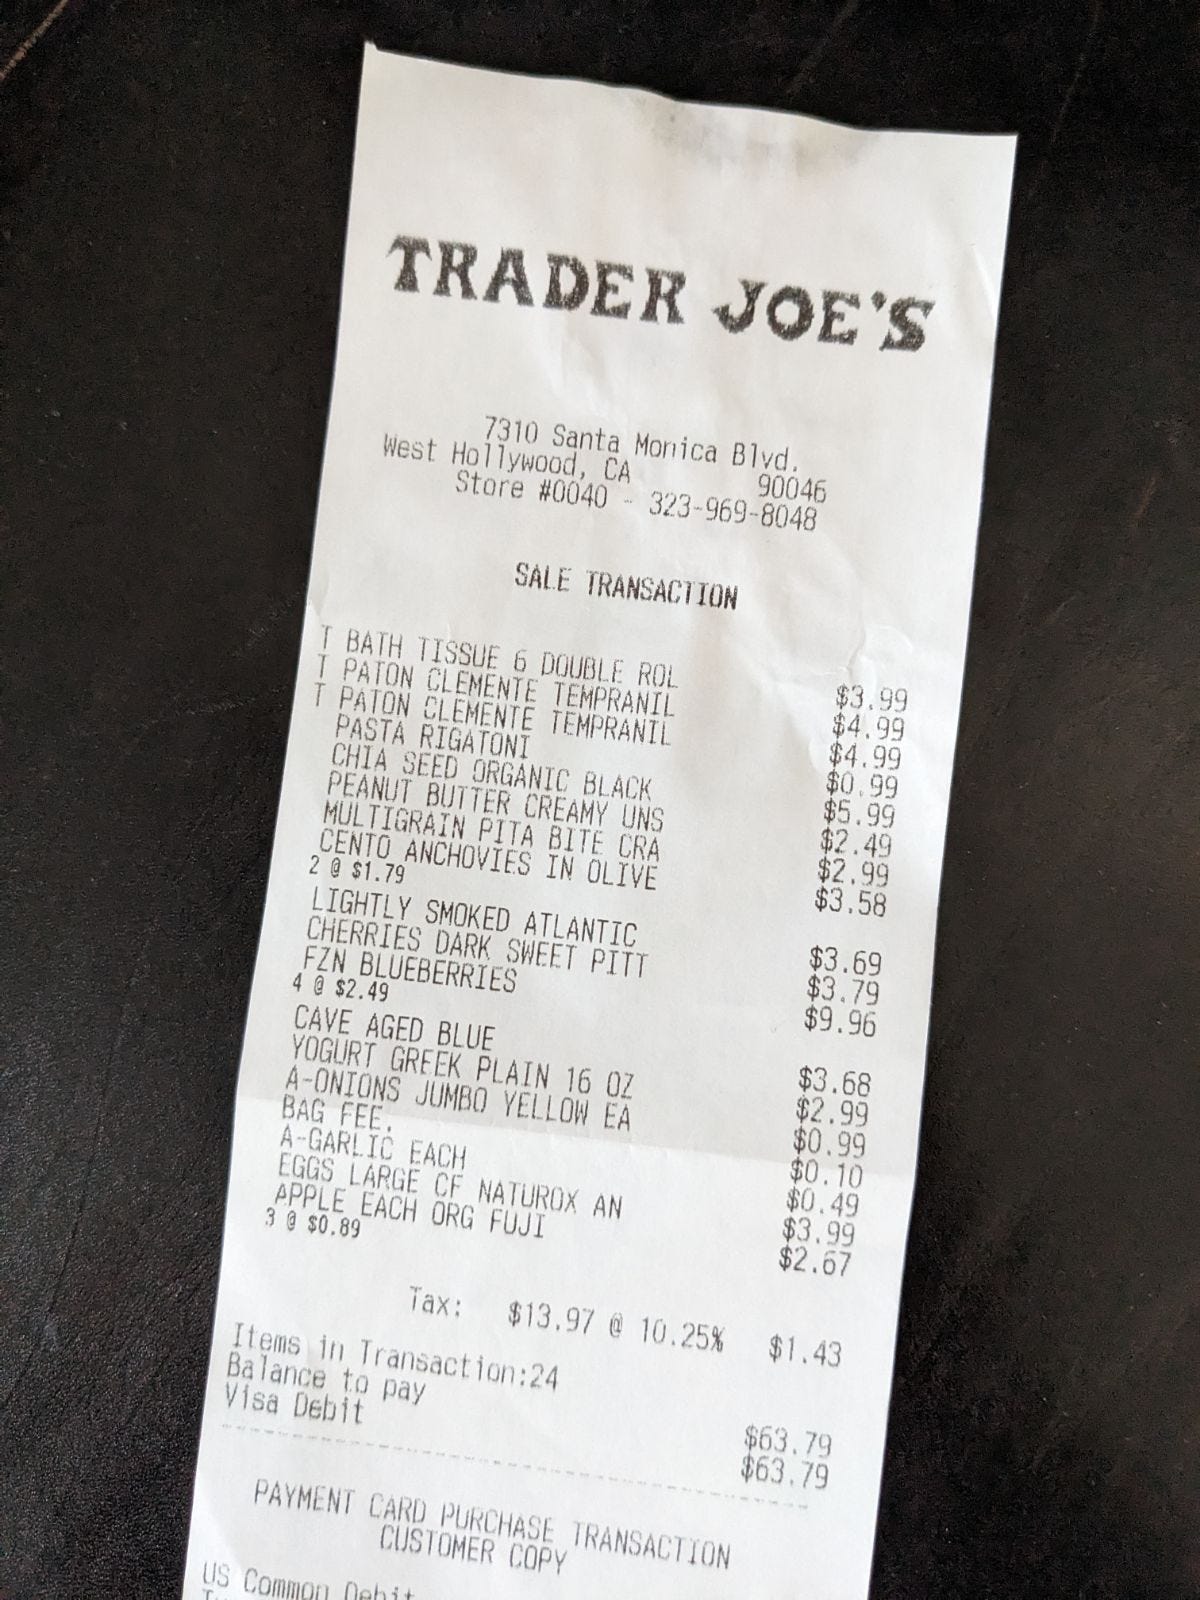 TRADER JOE'S
7310 Santa Monica Blvd.
West Hollywood, CA 90046
Store #0040 - 323-969-8048
SALE TRANSACTION
T BATH TISSUE 6 DOUBLE ROL $3.99
T PATON CLEMENTE TEMPRANIL $4.99
T PATON CLEMENTE TEMPRANIL $4.99
PASTA RIGATONI $0.99
CHIA SEED ORGANIC BLACK $5.99
PEANUT BUTTER CREAMY UNS $2.49
MULTIGRAIN PITA BITE CRA $2.99
CENTO ANCHOVIES IN OLIVE $3.58
2 @ $1.79
LIGHTLY SMOKED ATLANTIC $3.69
CHERRIES DARK SWEET PITT $3.79
FZN BLUEBERRIES $9.96
4 @ $2.49
CAVE AGED BLUE $3.68
YOGURT GREEK PLAIN 16 OZ $2.99
A-ONIONS JUMBO YELLOW EA $0.99
BAG FEE. $0.10
A-GARLIC EACH $0.49
EGGS LARGE CF NATUROX AN $3.99
APPLE EACH ORG FUJI $2.67
3 @ $0.89
Tax: $13.97 @ 10.25% $1.43
Items in Transaction:24
Balance to pay $63.79
Visa Debit $63.79
PAYMENT CARD PURCHASE TRANSACTION
CUSTOMER COPY
US Common Debit